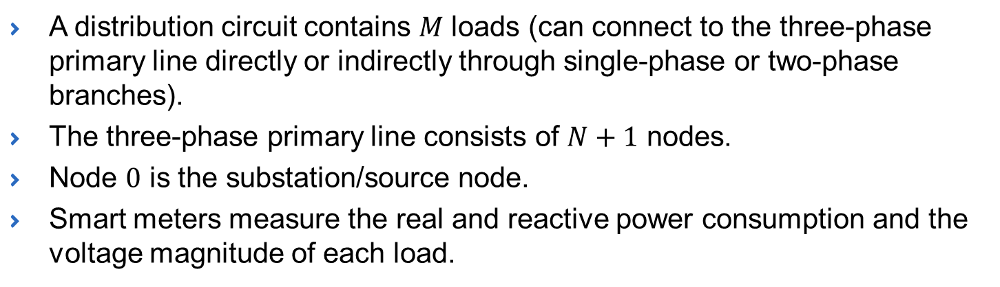 › A distribution circuit contains M loads (can connect to the three-phase
primary line directly or indirectly through single-phase or two-phase
branches).
› The three-phase primary line consists of N + 1 nodes.
› Node 0 is the substation/source node.
› Smart meters measure the real and reactive power consumption and the
voltage magnitude of each load.